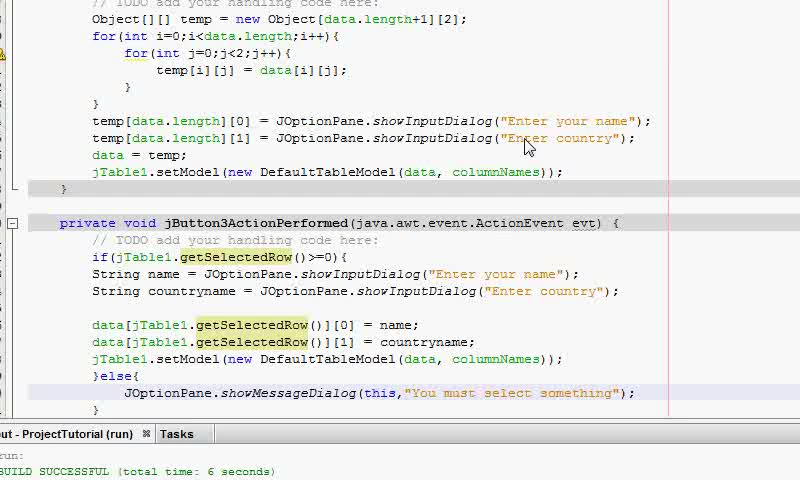 // TODO add your handling code here:
Object[][] temp = new Object[data.length+1][2];
for(int i=0;i<data.length;i++){
for(int j=0;j<2;j++){
temp[i][j] = data[i][j];
}
}
temp[data.length][0] = JOptionPane.showInputDialog("Enter your name");
temp[data.length][1] = JOptionPane.showInputDialog("Enter country");
data = temp;
jTable1.setModel(new DefaultTableModel(data, columnNames));
}
private void jButton3ActionPerformed(java.awt.event.ActionEvent evt) {
// TODO add your handling code here:
if(jTable1.getSelectedRow()>=0){
String name = JOptionPane.showInputDialog("Enter your name");
String countryname = JOptionPane.showInputDialog("Enter country");
data[jTable1.getSelectedRow()][0] = name;
data[jTable1.getSelectedRow()][1] = countryname;
jTable1.setModel(new DefaultTableModel(data, columnNames));
}else{
JOptionPane.showMessageDialog(this,"You must select something");
}
ut - ProjectTutorial (run) Tasks
run:
BUILD SUCCESSFUL (total time: 6 seconds)